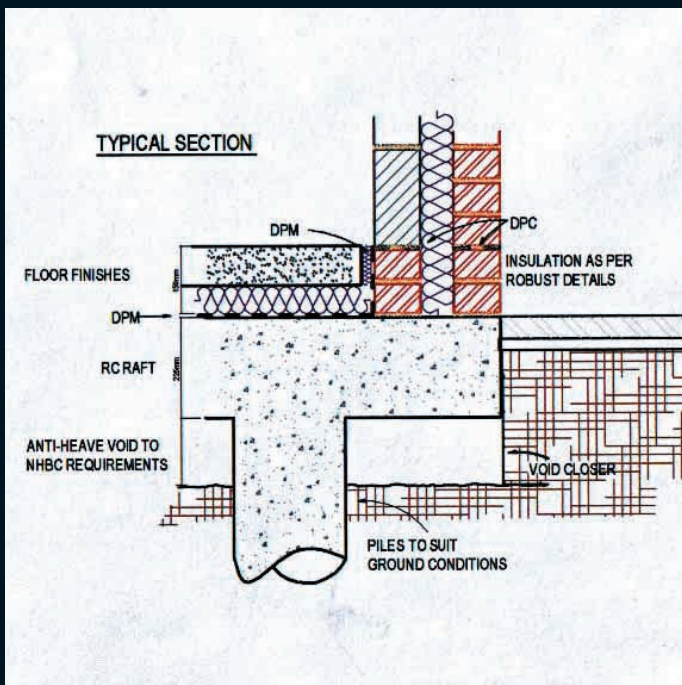 TYPICAL SECTION
DPM
DPC
FLOOR FINISHES
150mm
INSULATION AS PER
ROBUST DETAILS
DPM
RC RAFT
225mm
ANTI-HEAVE VOID TO
NHBC REQUIREMENTS
VOID CLOSER
PILES TO SUIT
GROUND CONDITIONS